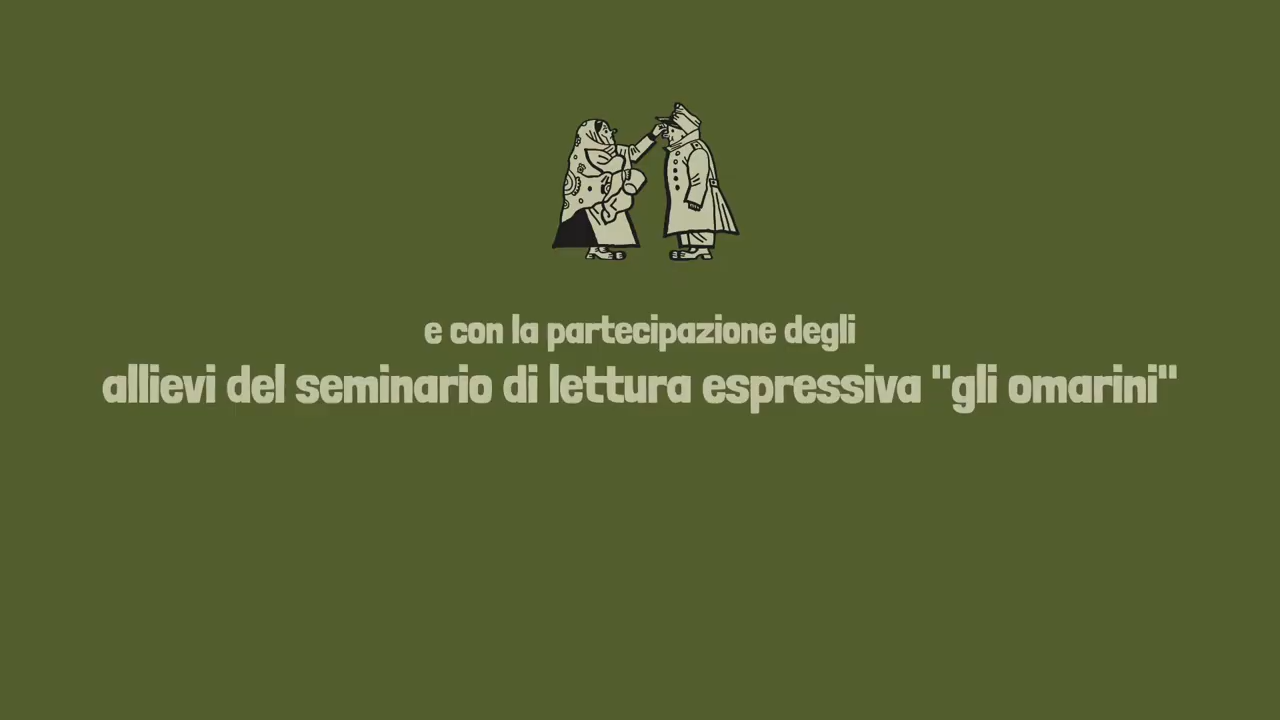 e con la partecipazione degli
allievi del seminario di lettura espressiva "gli omarini"